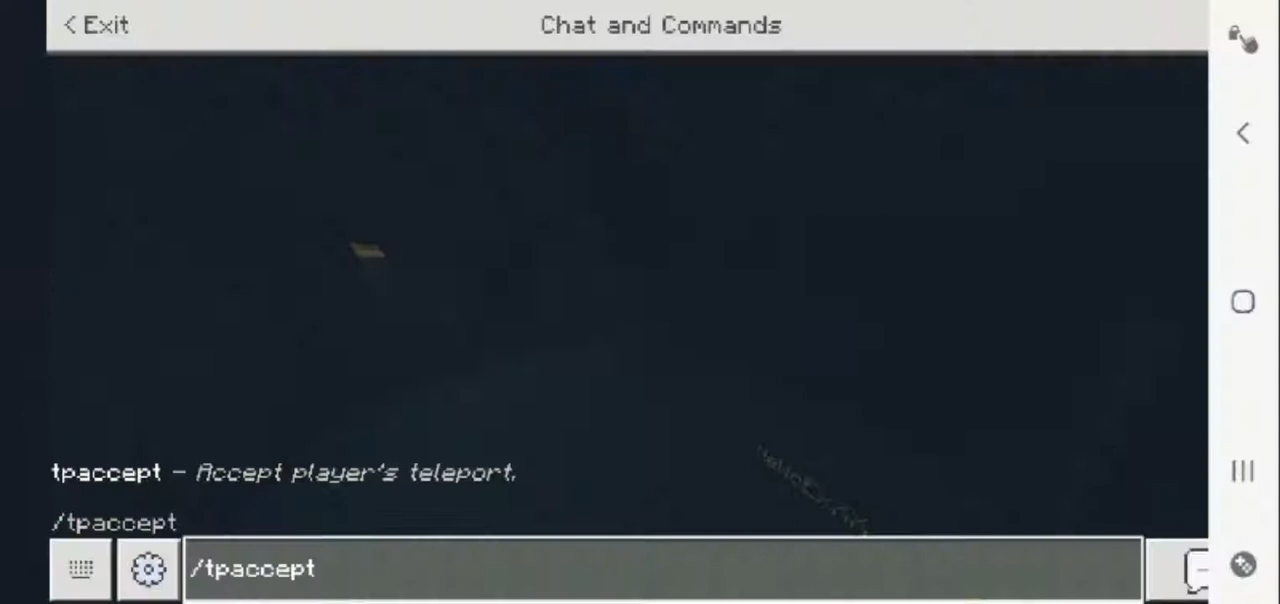 < Exit
Chat and Commands
tpaccept – Accept player's teleport.
/tpaccept
/tpaccept